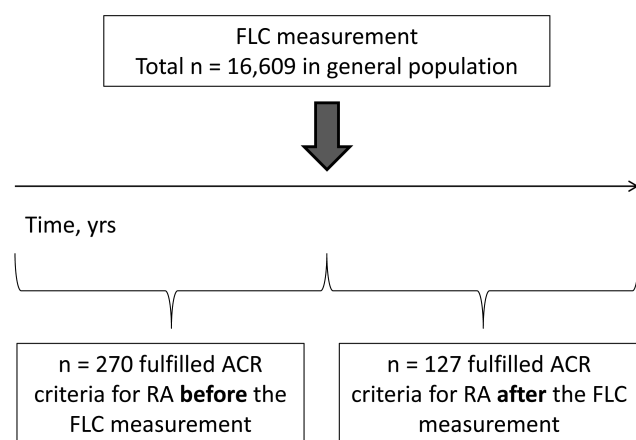 FLC measurement
Total n = 16,609 in general population
Time, yrs
n = 270 fulfilled ACR
criteria for RA before the
FLC measurement
n = 127 fulfilled ACR
criteria for RA after the FLC
measurement